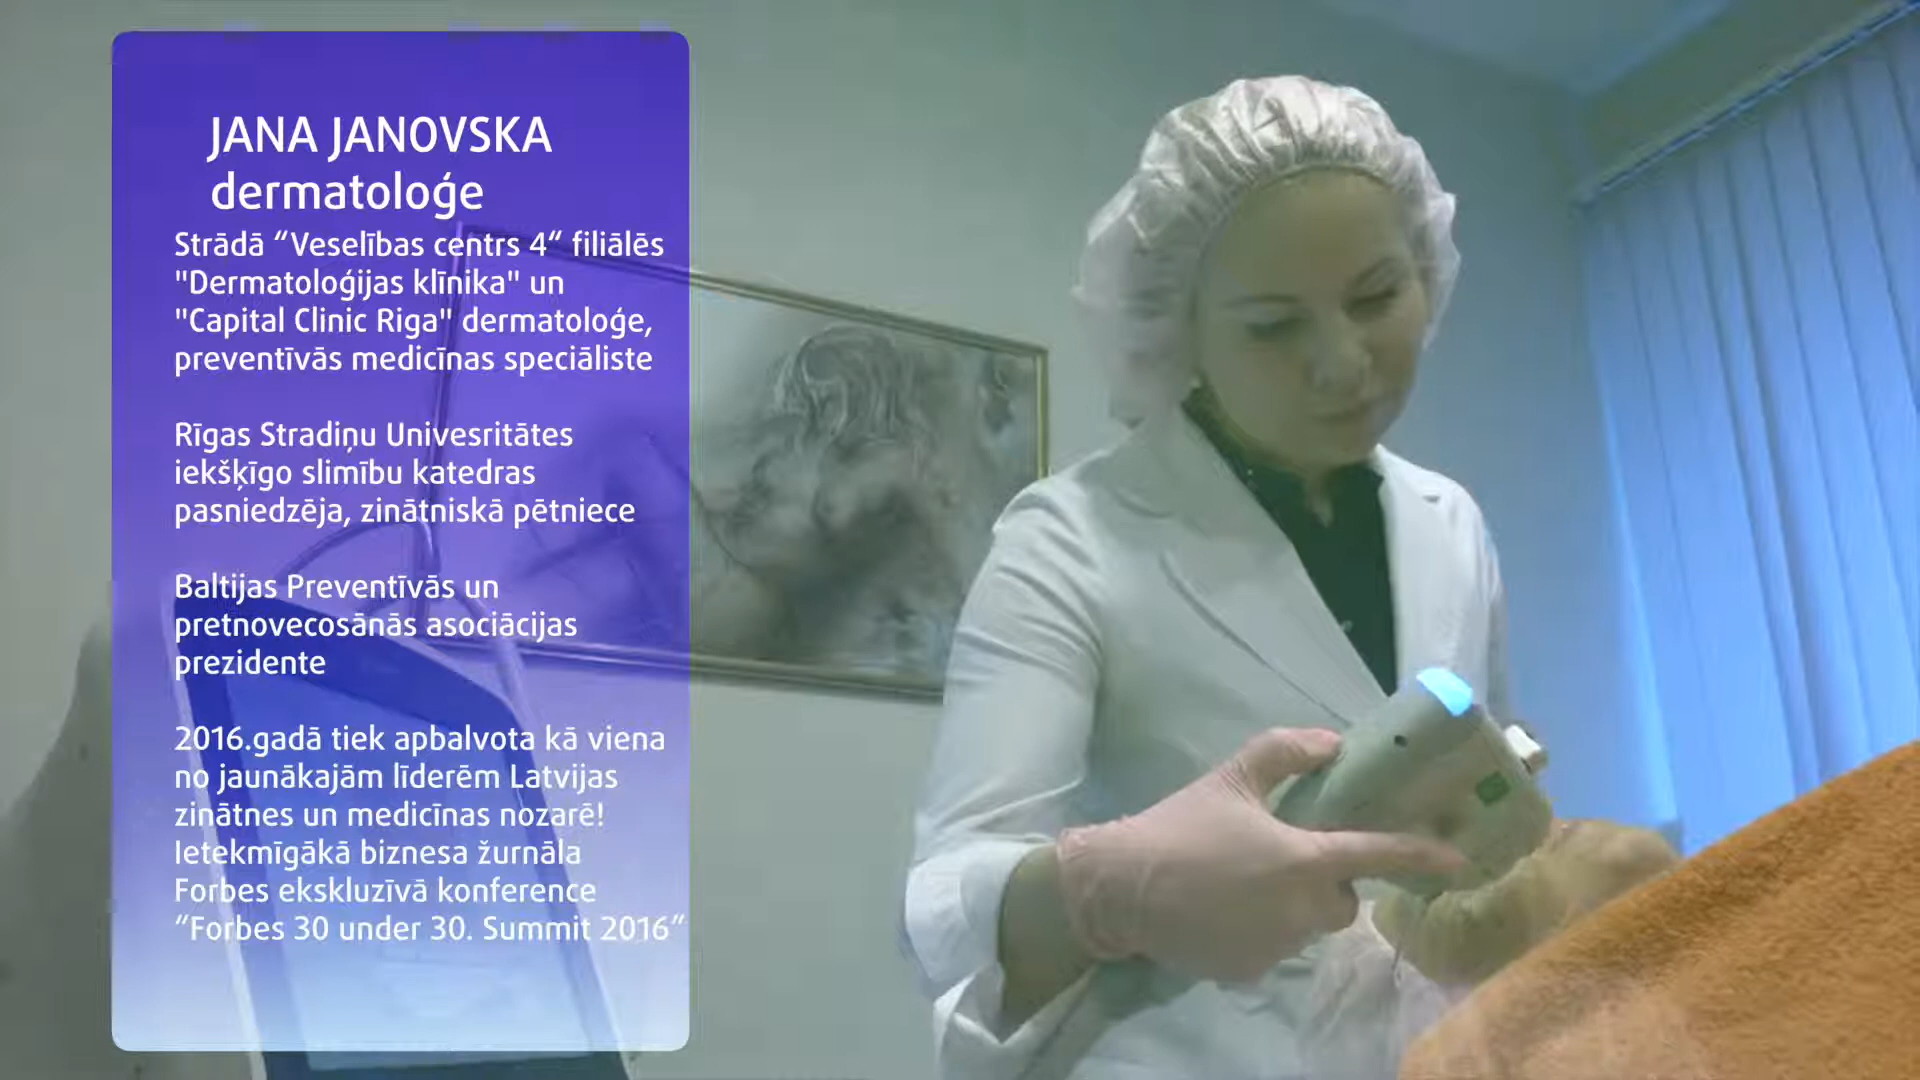 JANA JANOVSKA
dermatoloģe
Strādā “Veselības centrs 4“ filiālēs
"Dermatoloģijas klīnika" un
"Capital Clinic Riga" dermatoloģe,
preventīvās medicīnas speciāliste
Rīgas Stradiņu Univesritātes
iekšķīgo slimību katedras
pasniedzēja, zinātniskā pētniece
Baltijas Preventīvās un
pretnovecosānās asociācijas
prezidente
2016.gadā tiek apbalvota kā viena
no jaunākajām līderēm Latvijas
zinātnes un medicīnas nozarē!
Ietekmīgākā biznesa žurnāla
Forbes ekskluzīvā konference
“Forbes 30 under 30. Summit 2016”